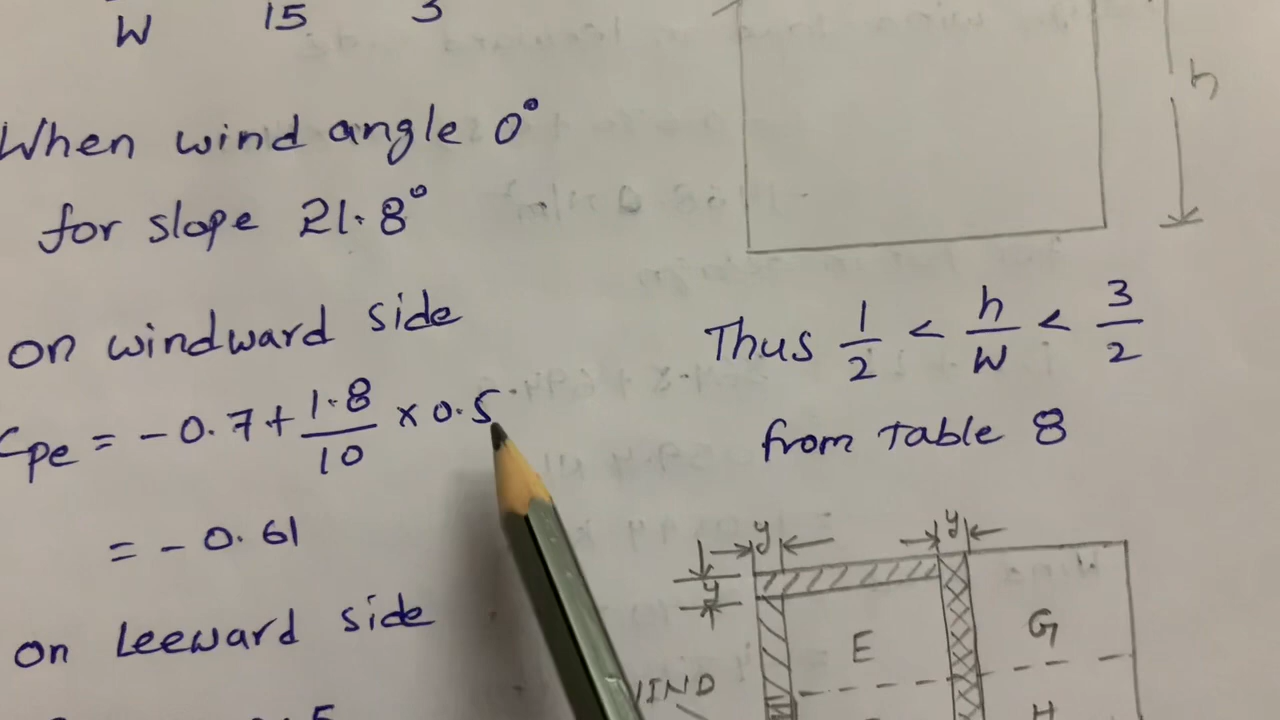 W 15 3
When wind angle 0°
for slope 21.8°
on windward side
Cpe = -0.7 + 1.8/10 × 0.5
= -0.61
on Leeward side
h
Thus 1/2 < h/W < 3/2
from Table 8
y y
y
E G
WIND
H